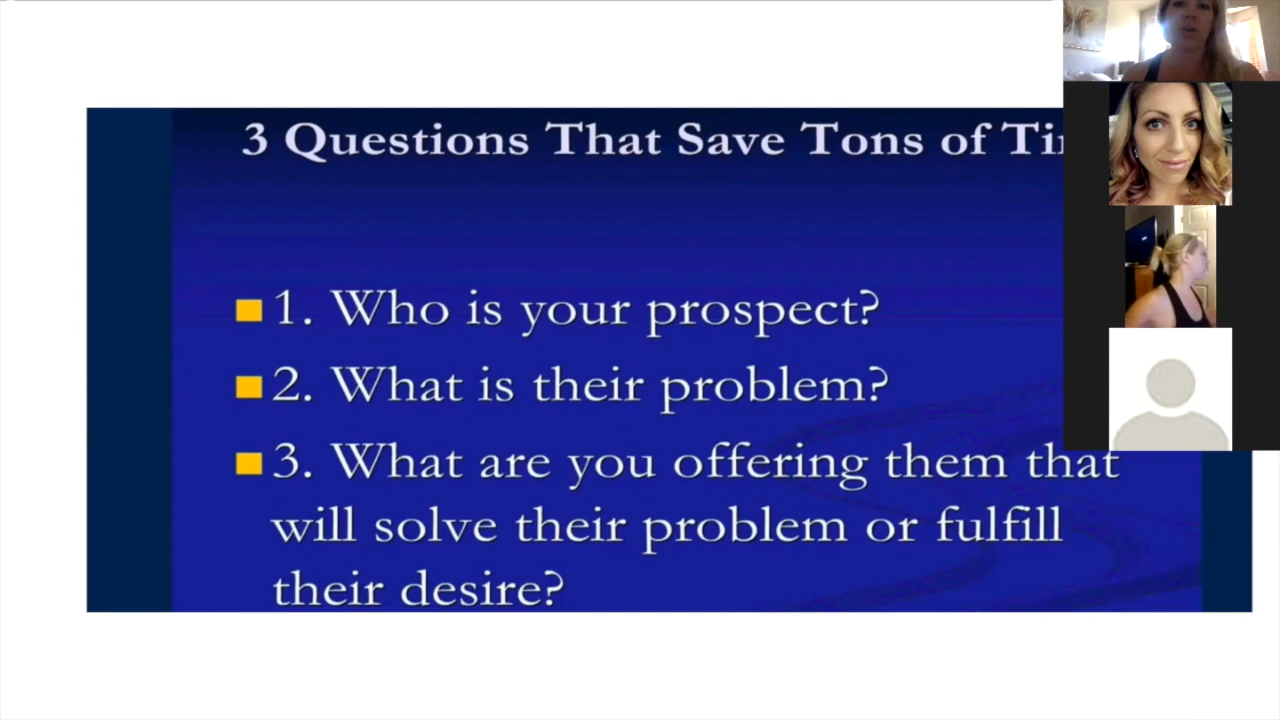 3 Questions That Save Tons of
1. Who is your prospect?
2. What is their problem?
3. What are you offering them that
will solve their problem or fulfill
their desire?